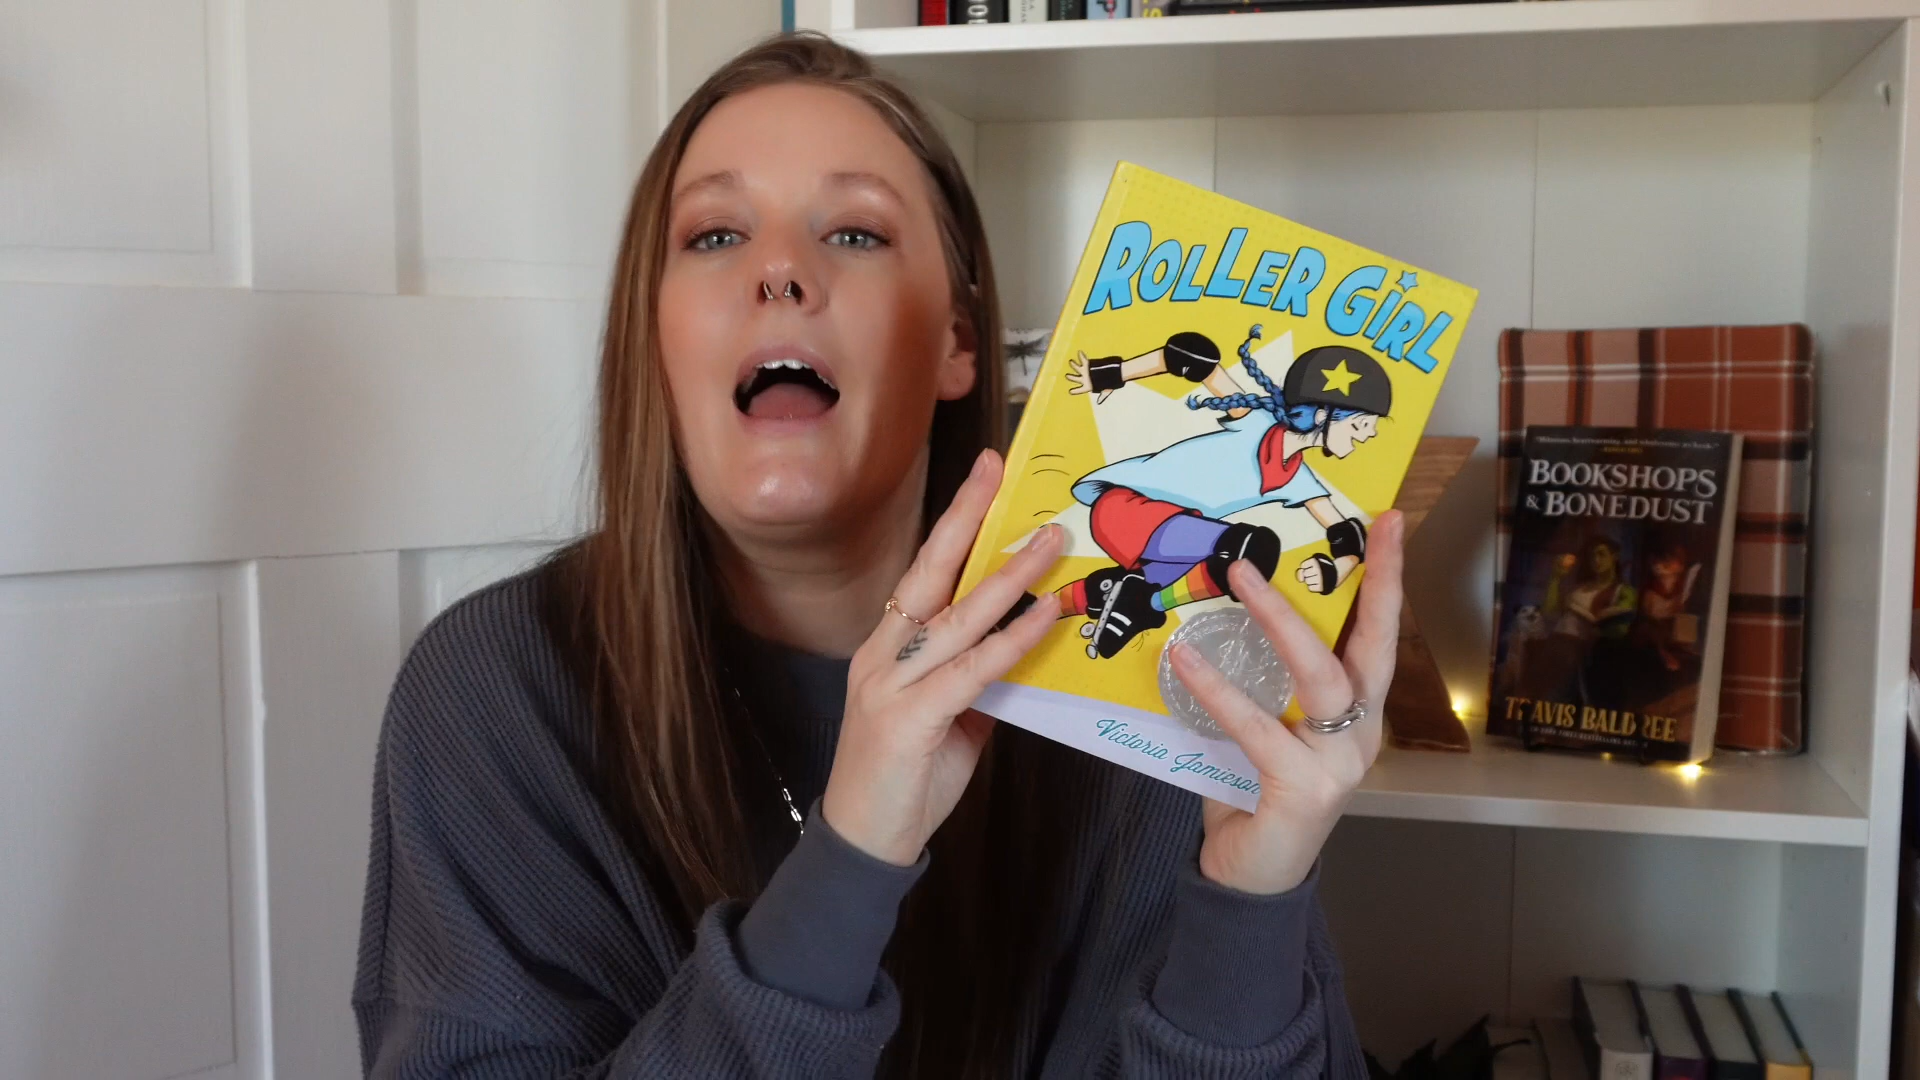 ROLLER GIRL
Victoria Jamieson
BOOKSHOPS
& BONEDUST
TRAVIS BALDREE